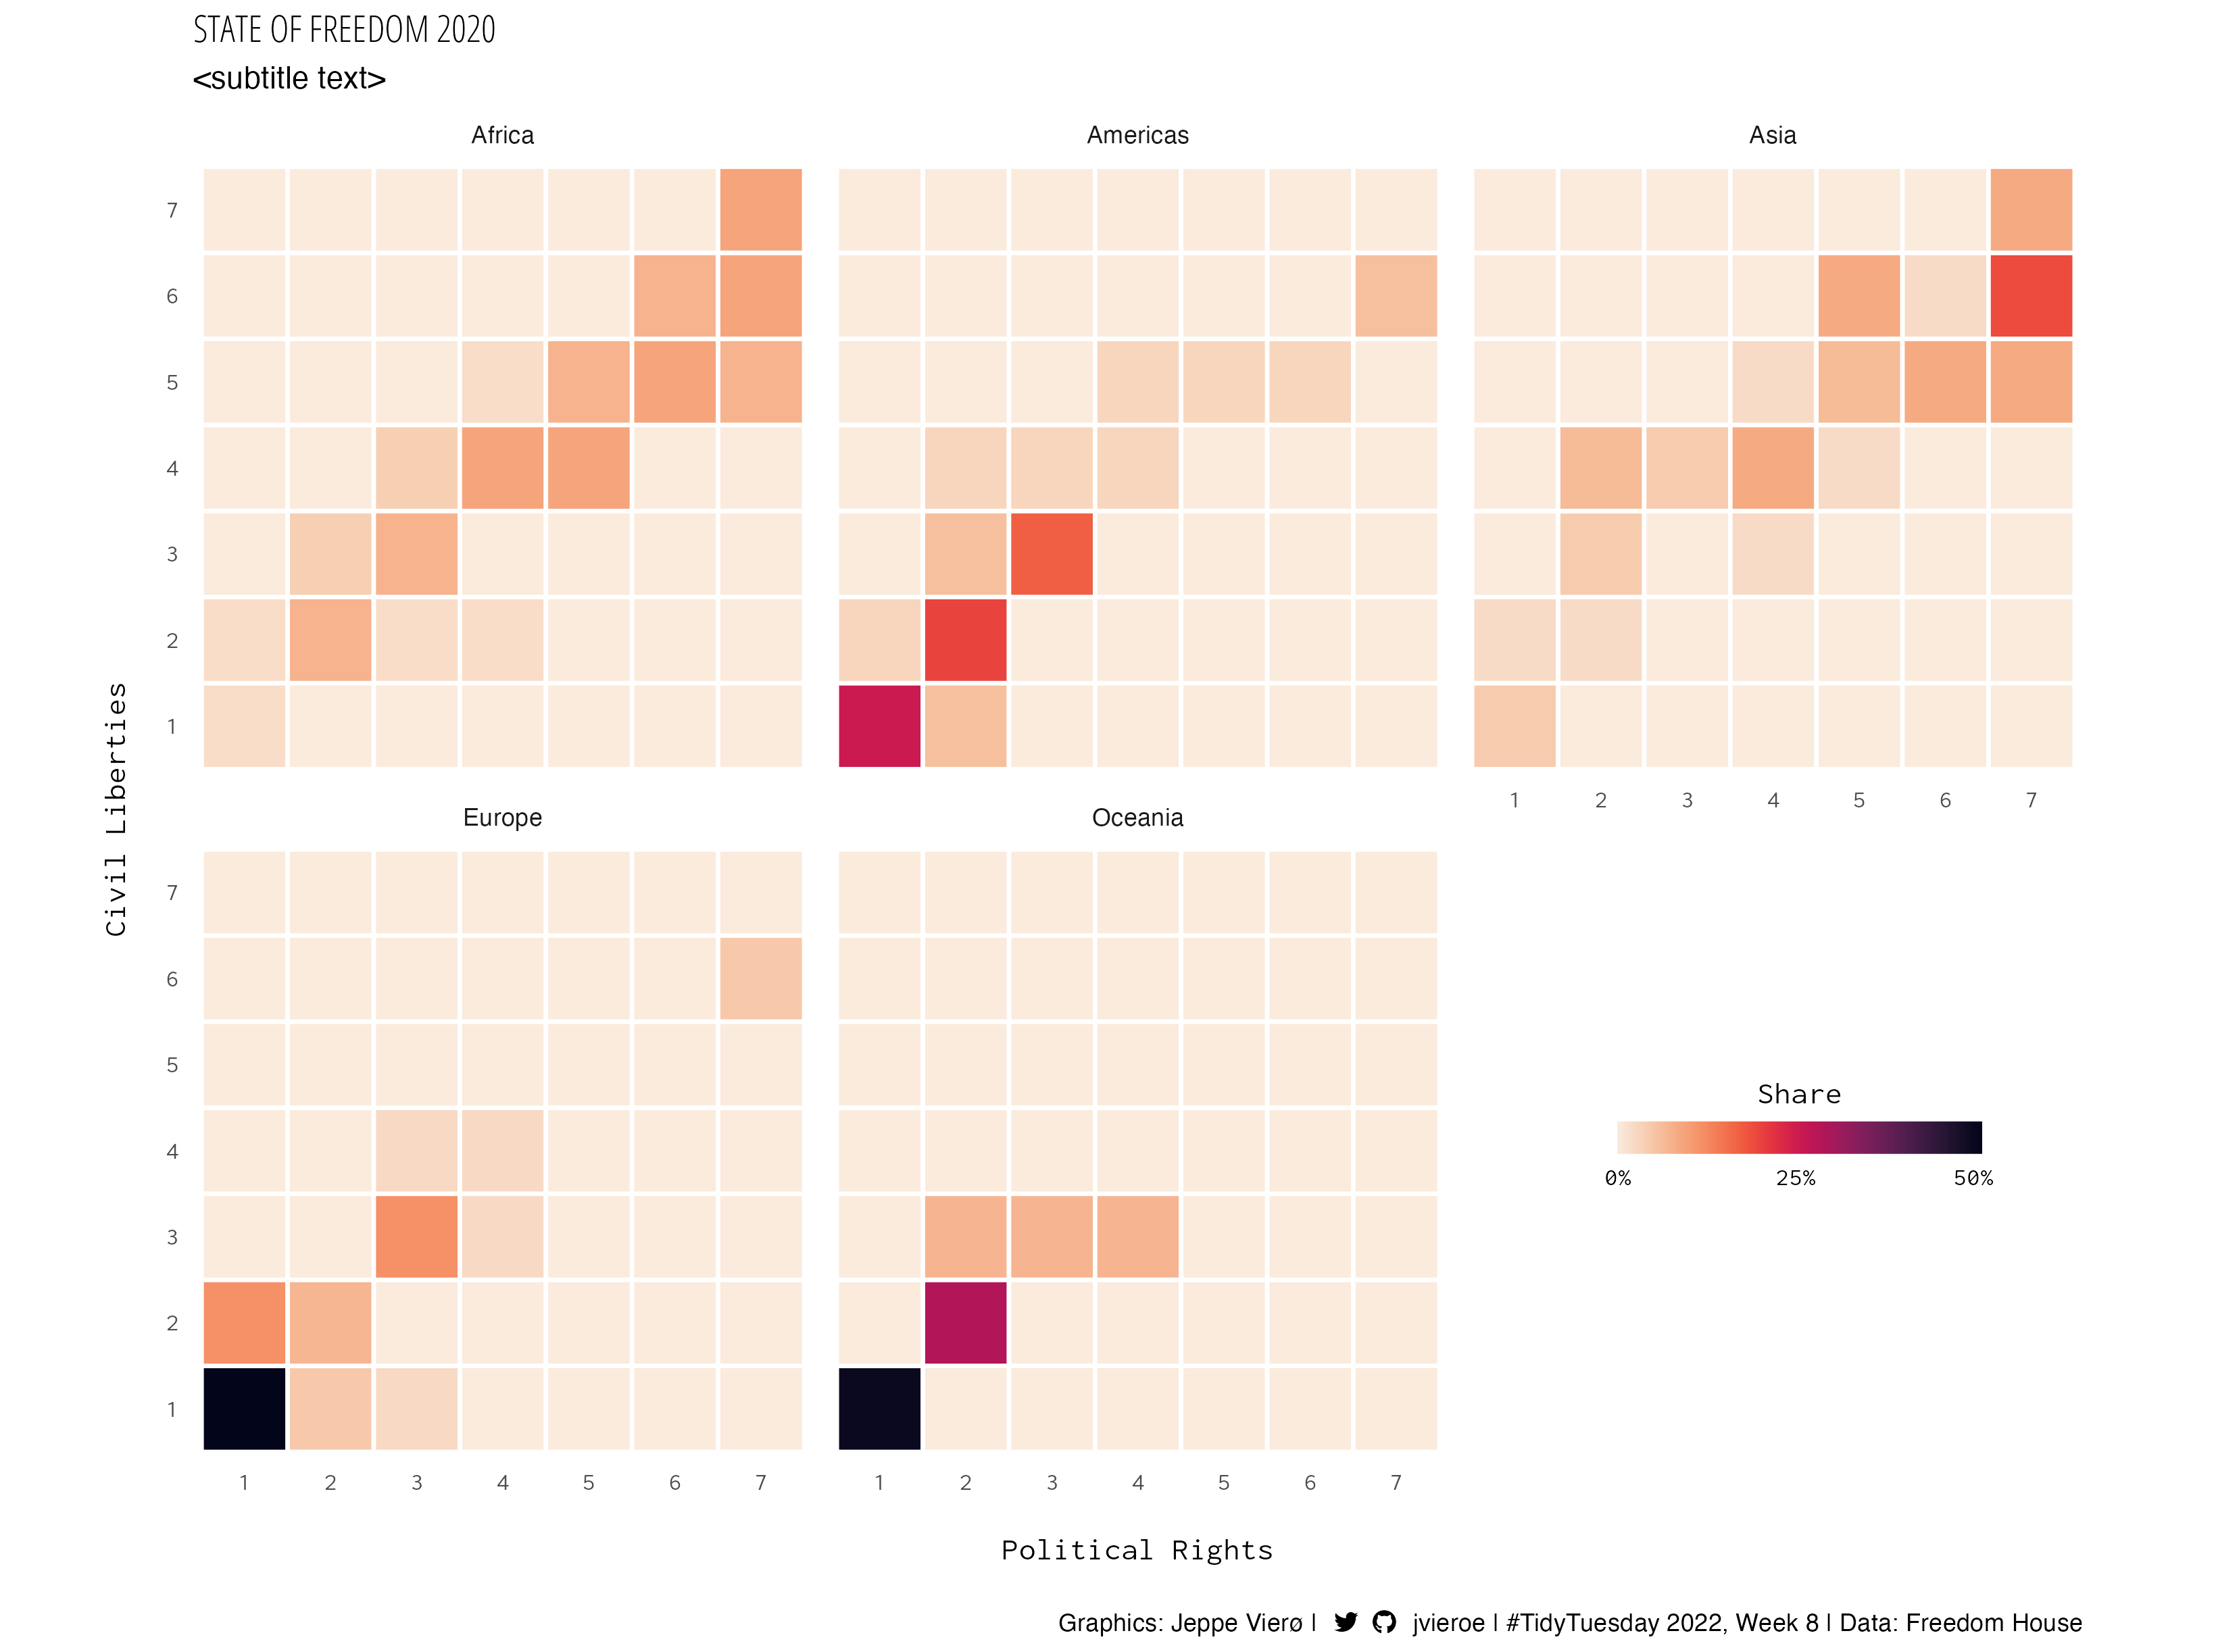 STATE OF FREEDOM 2020
<subtitle text>
Africa
Americas
Asia
7
6
5
4
3
2
1
1 2 3 4 5 6 7
Civil Liberties
Europe
Oceania
7
6
5
4
3
2
1
Share
0% 25% 50%
1 2 3 4 5 6 7
1 2 3 4 5 6 7
Political Rights
Graphics: Jeppe Vierø | jvieroe | #TidyTuesday 2022, Week 8 | Data: Freedom House